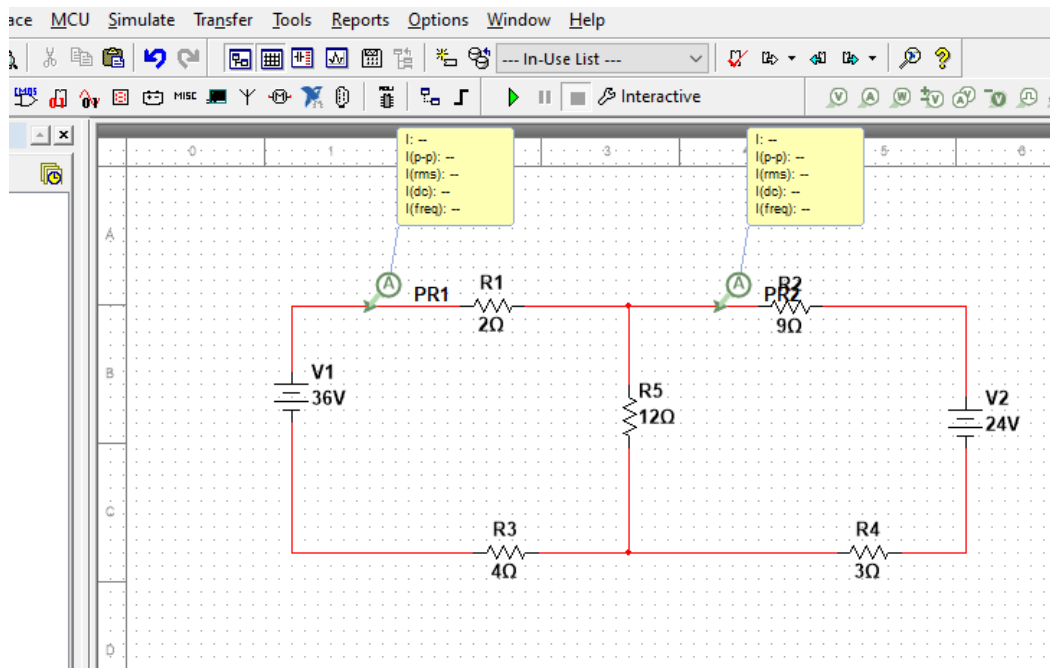 ace MCU Simulate Transfer Tools Reports Options Window Help
--- In-Use List ---
MISC Interactive
0 1 3 4 5 6
I: --
I(p-p): --
I(rms): --
I(dc): --
I(freq): --
I: --
I(p-p): --
I(rms): --
I(dc): --
I(freq): --
A
A A
PR1 R1 PR2 R2
2Ω 9Ω
B
V1
36V
R5
12Ω
V2
24V
C
R3 R4
4Ω 3Ω
D